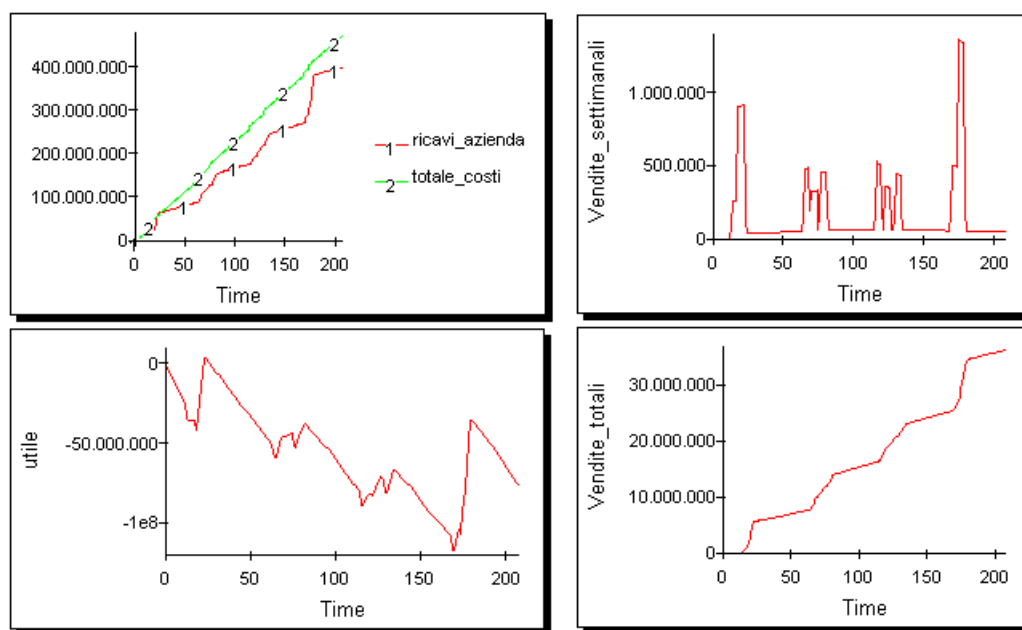 400.000.000
300.000.000
200.000.000
100.000.000
0
2
2
2
2
2
1
1
1
1
0 50 100 150 200
Time
1 ricavi_azienda
2 totale_costi
Vendite_settimanali
1.000.000
500.000
0
0 50 100 150 200
Time
utile
0
-50.000.000
-1e8
0 50 100 150 200
Time
Vendite_totali
30.000.000
20.000.000
10.000.000
0
0 50 100 150 200
Time